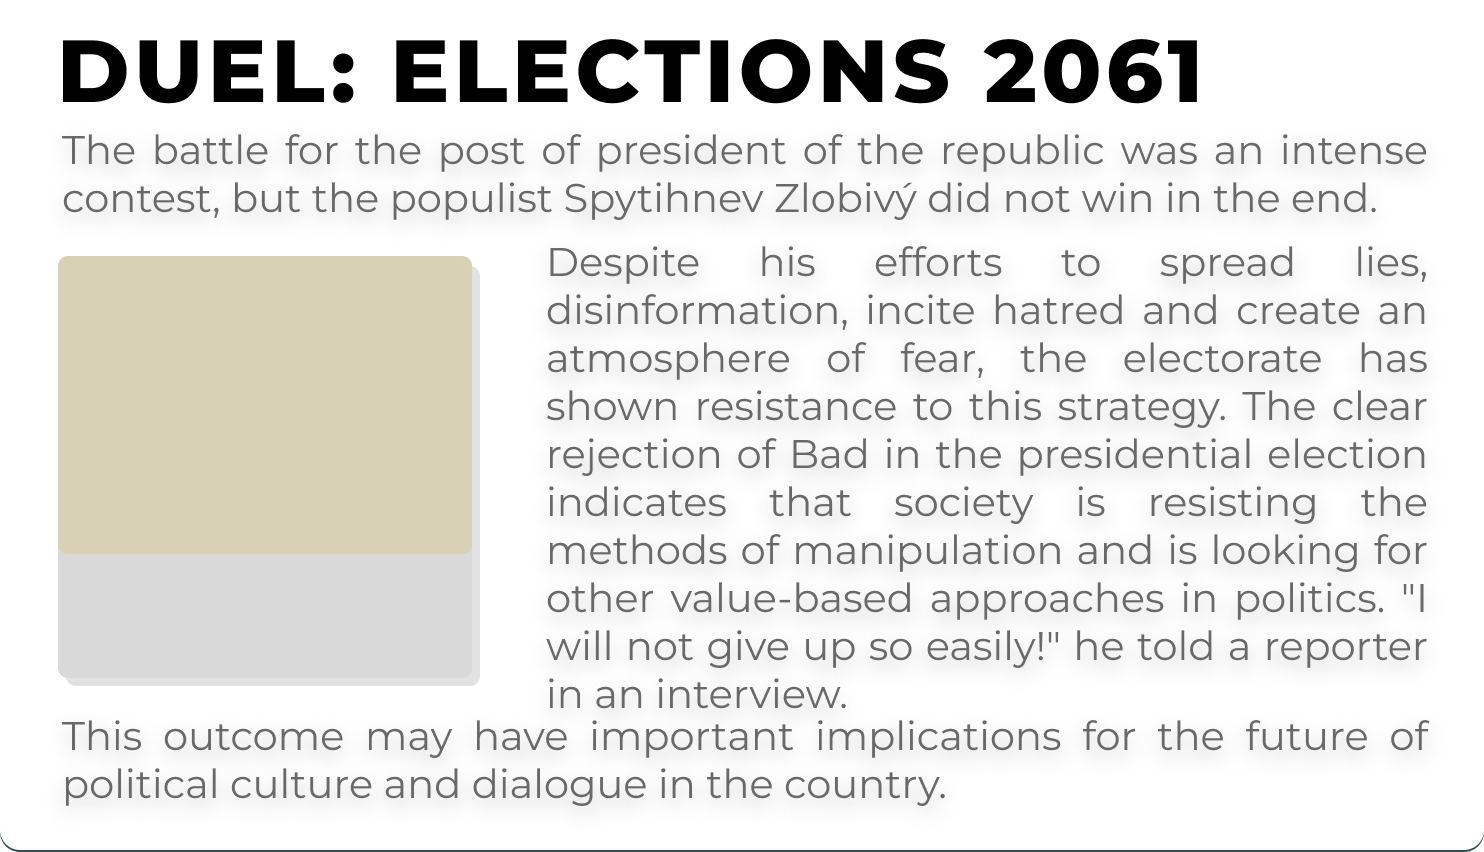 DUEL: ELECTIONS 2061
The battle for the post of president of the republic was an intense
contest, but the populist Spytihnev Zlobivý did not win in the end.
Despite his efforts to spread lies,
disinformation, incite hatred and create an
atmosphere of fear, the electorate has
shown resistance to this strategy. The clear
rejection of Bad in the presidential election
indicates that society is resisting the
methods of manipulation and is looking for
other value-based approaches in politics. "I
will not give up so easily!" he told a reporter
in an interview.
This outcome may have important implications for the future of
political culture and dialogue in the country.